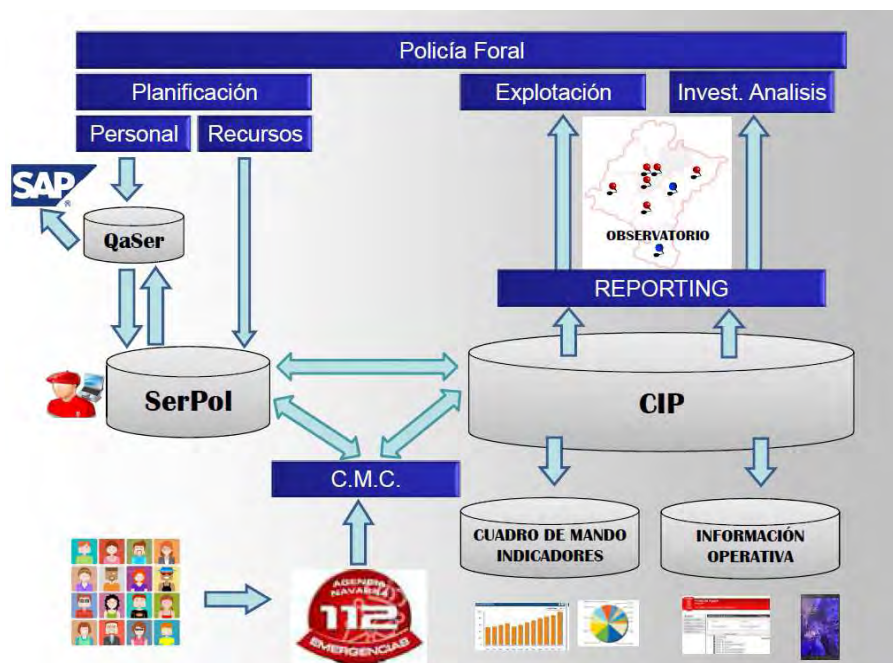 Policía Foral
Planificación
Explotación
Invest. Analisis
Personal
Recursos
SAP
®
QaSer
OBSERVATORIO
REPORTING
SerPol
CIP
C.M.C.
CUADRO DE MANDO
INDICADORES
INFORMACIÓN
OPERATIVA
AGENCIA
NAVARRA
112
EMERGENCIAS